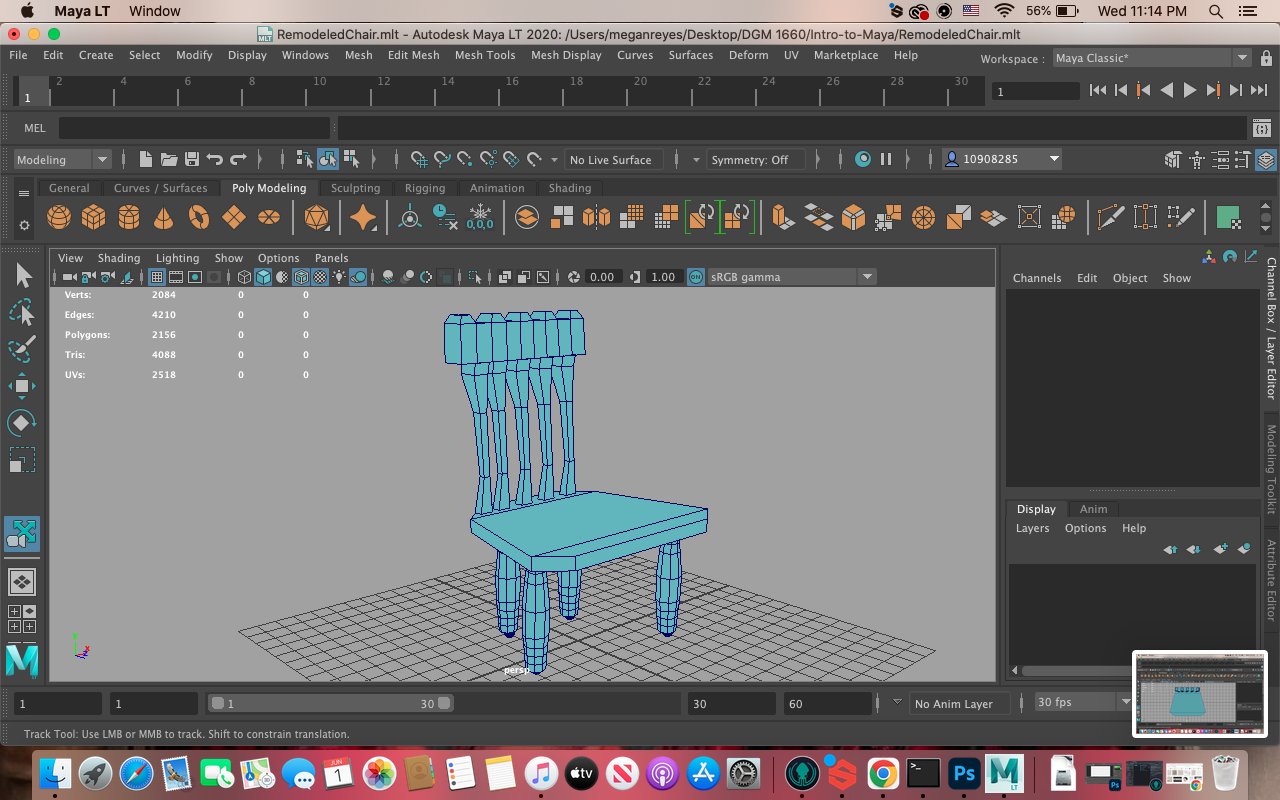 Maya LT Window 56% Wed 11:14 PM
RemodeledChair.mlt - Autodesk Maya LT 2020: /Users/meganreyes/Desktop/DGM 1660/Intro-to-Maya/RemodeledChair.mlt
File Edit Create Select Modify Display Windows Mesh Edit Mesh Mesh Tools Mesh Display Curves Surfaces Deform UV Marketplace Help Workspace : Maya Classic*
1 2 4 6 8 10 12 14 16 18 20 22 24 26 28 30 1
MEL
Modeling No Live Surface Symmetry: Off 10908285
General Curves / Surfaces Poly Modeling Sculpting Rigging Animation Shading
0,0,0
View Shading Lighting Show Options Panels
0.00 1.00 ON sRGB gamma
Verts: 2084 0 0
Edges: 4210 0 0
Polygons: 2156 0 0
Tris: 4088 0 0
UVs: 2518 0 0
persp
Channels Edit Object Show
Channel Box / Layer Editor
Modeling Toolkit
Attribute Editor
Display Anim
Layers Options Help
1 1 1 30 30 60 No Anim Layer 30 fps
Track Tool: Use LMB or MMB to track. Shift to constrain translation.
JUN
1
tv
Ps
M
LT